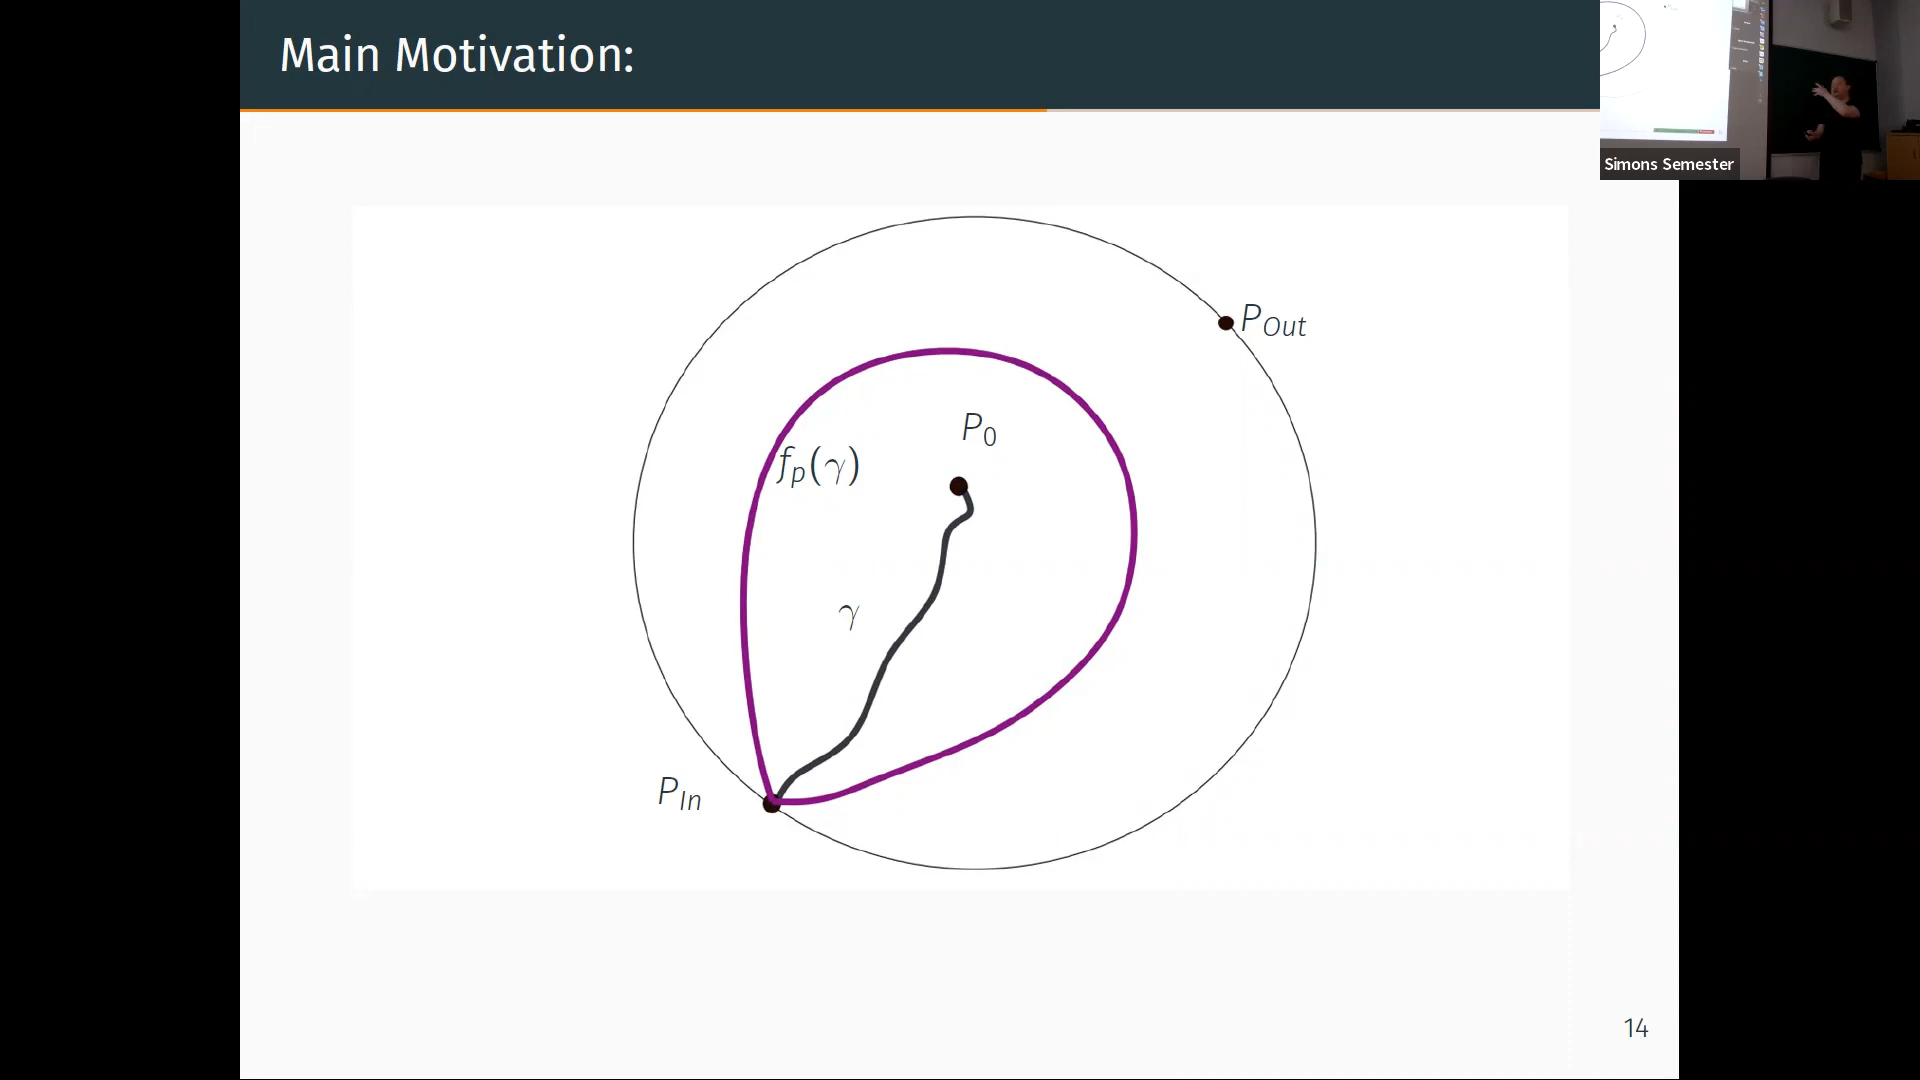 Main Motivation:
Simons Semester
P_Out
P_0
f_p(γ)
γ
P_In
14